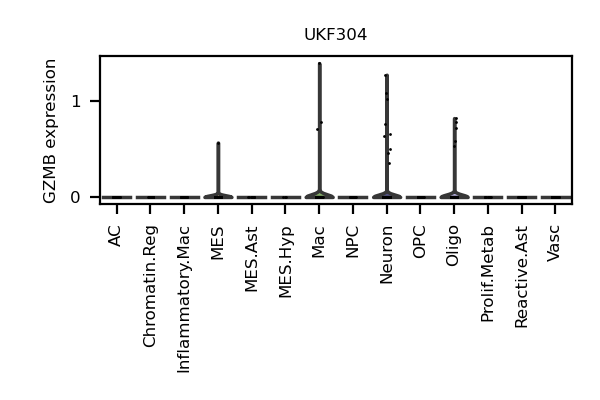 UKF304
GZMB expression
1
0
AC
Chromatin.Reg
Inflammatory.Mac
MES
MES.Ast
MES.Hyp
Mac
NPC
Neuron
OPC
Oligo
Prolif.Metab
Reactive.Ast
Vasc